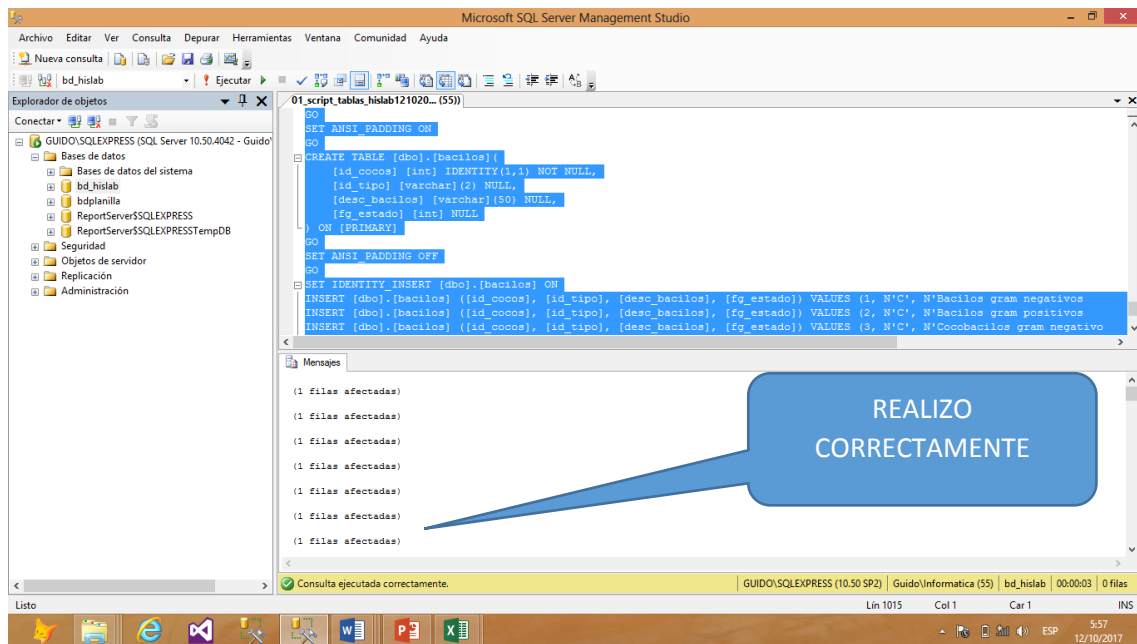 Microsoft SQL Server Management Studio
Archivo Editar Ver Consulta Depurar Herramientas Ventana Comunidad Ayuda
Nueva consulta
bd_hislab Ejecutar
Explorador de objetos
Conectar
GUIDO\SQLEXPRESS (SQL Server 10.50.4042 - Guido\
Bases de datos
Bases de datos del sistema
bd_hislab
bdplanilla
ReportServer$SQLEXPRESS
ReportServer$SQLEXPRESSTempDB
Seguridad
Objetos de servidor
Replicación
Administración
01_script_tablas_hislab121020... (55))
GO
SET ANSI_PADDING ON
GO
CREATE TABLE [dbo].[bacilos](
[id_cocos] [int] IDENTITY(1,1) NOT NULL,
[id_tipo] [varchar](2) NULL,
[desc_bacilos] [varchar](50) NULL,
[fg_estado] [int] NULL
) ON [PRIMARY]
GO
SET ANSI_PADDING OFF
GO
SET IDENTITY_INSERT [dbo].[bacilos] ON
INSERT [dbo].[bacilos] ([id_cocos], [id_tipo], [desc_bacilos], [fg_estado]) VALUES (1, N'C', N'Bacilos gram negativos
INSERT [dbo].[bacilos] ([id_cocos], [id_tipo], [desc_bacilos], [fg_estado]) VALUES (2, N'C', N'Bacilos gram positivos
INSERT [dbo].[bacilos] ([id_cocos], [id_tipo], [desc_bacilos], [fg_estado]) VALUES (3, N'C', N'Cocobacilos gram negativo
Mensajes
(1 filas afectadas)
(1 filas afectadas)
(1 filas afectadas)
(1 filas afectadas)
(1 filas afectadas)
(1 filas afectadas)
(1 filas afectadas)
REALIZO
CORRECTAMENTE
Consulta ejecutada correctamente.
GUIDO\SQLEXPRESS (10.50 SP2) Guido\Informatica (55) bd_hislab 00:00:03 0 filas
Listo
Lín 1015 Col 1 Car 1 INS
ESP
5:57
12/10/2017